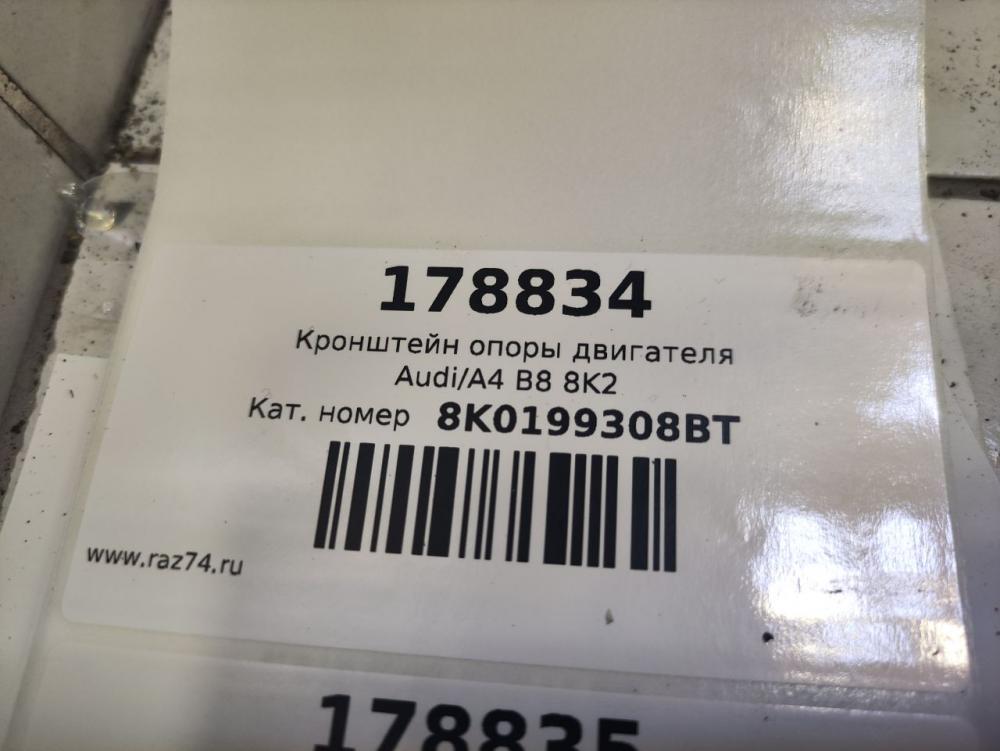 178834
Кронштейн опоры двигателя
Audi/A4 B8 8K2
Кат. номер 8K0199308BT
www.raz74.ru
178835